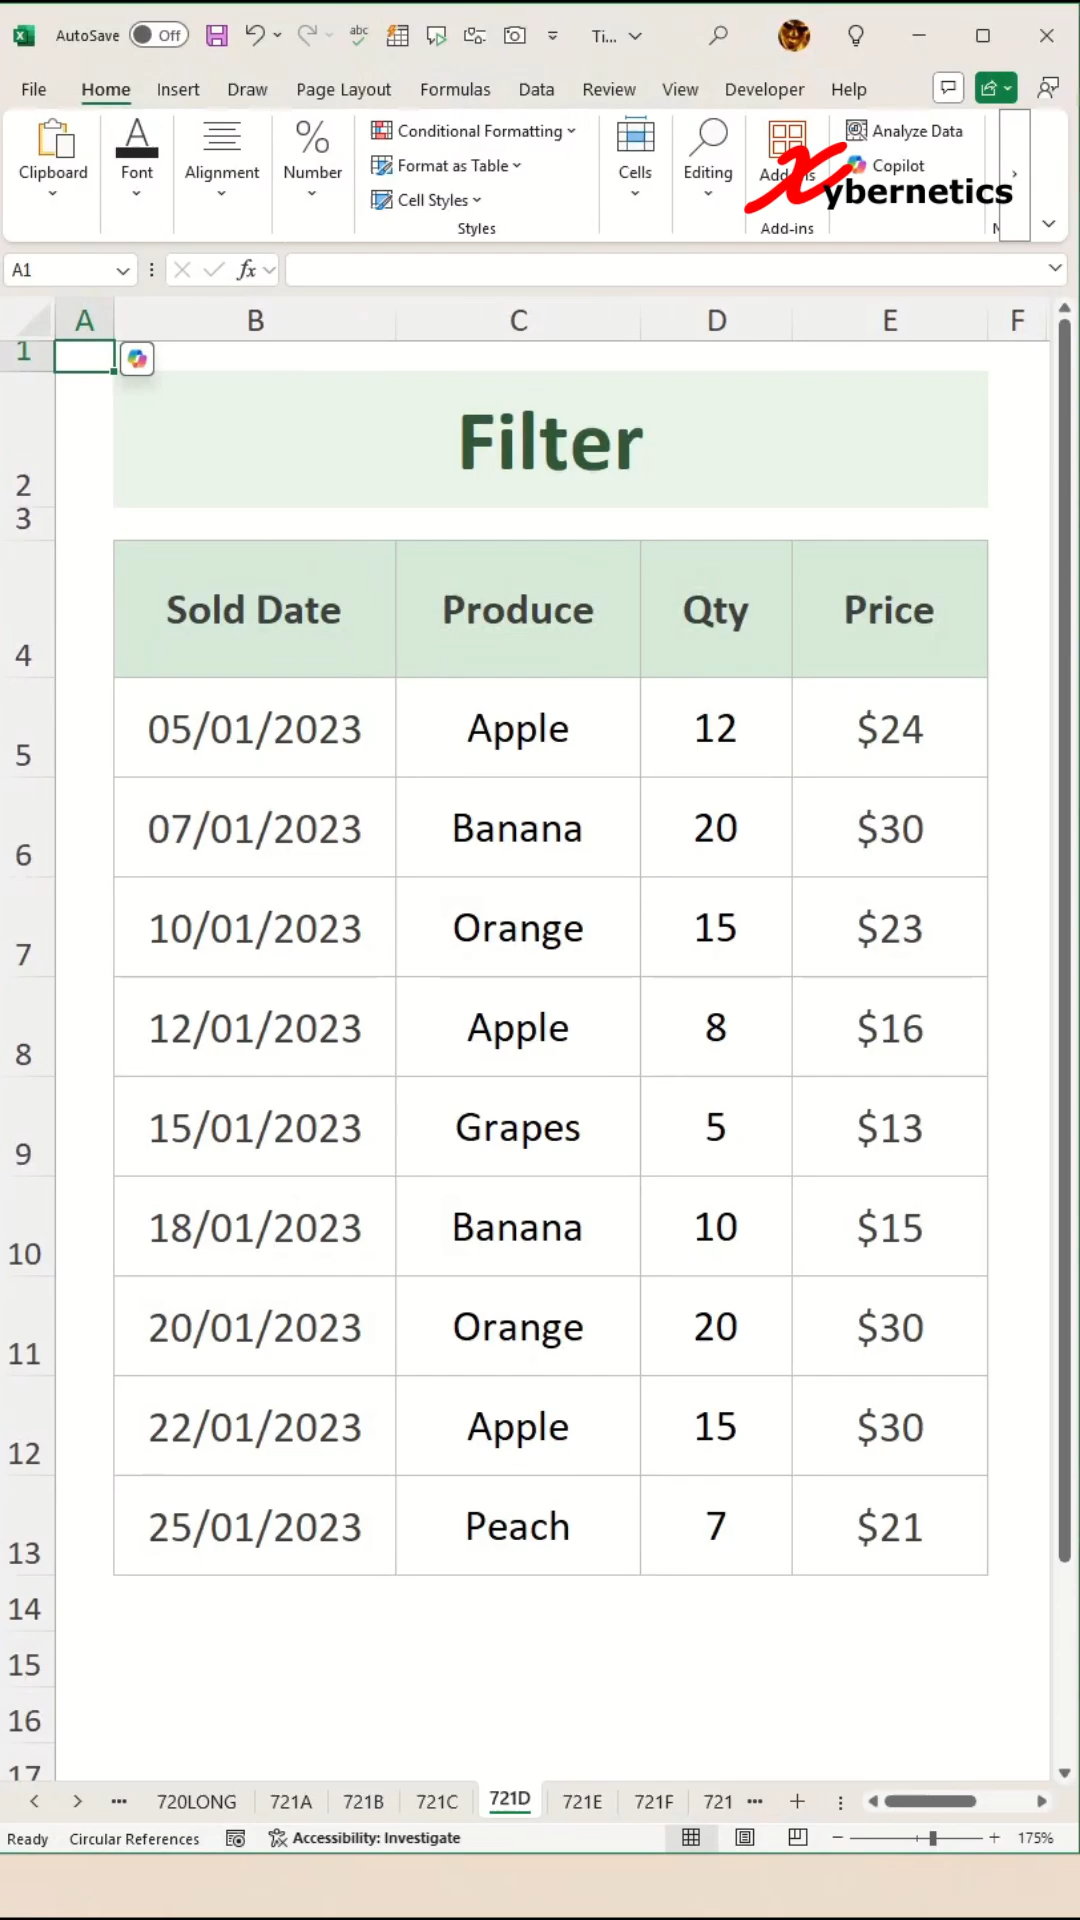 AutoSave Off abc Ti...
File Home Insert Draw Page Layout Formulas Data Review View Developer Help
Clipboard Font Alignment Number Conditional Formatting Format as Table Cell Styles Styles Cells Editing Add-ins Add-ins Analyze Data Copilot
Xybernetics
A1 fx
A B C D E F
1
2 Filter
3
4 Sold Date Produce Qty Price
5 05/01/2023 Apple 12 $24
6 07/01/2023 Banana 20 $30
7 10/01/2023 Orange 15 $23
8 12/01/2023 Apple 8 $16
9 15/01/2023 Grapes 5 $13
10 18/01/2023 Banana 10 $15
11 20/01/2023 Orange 20 $30
12 22/01/2023 Apple 15 $30
13 25/01/2023 Peach 7 $21
14
15
16
17
... 720LONG 721A 721B 721C 721D 721E 721F 721 ...
Ready Circular References Accessibility: Investigate 175%